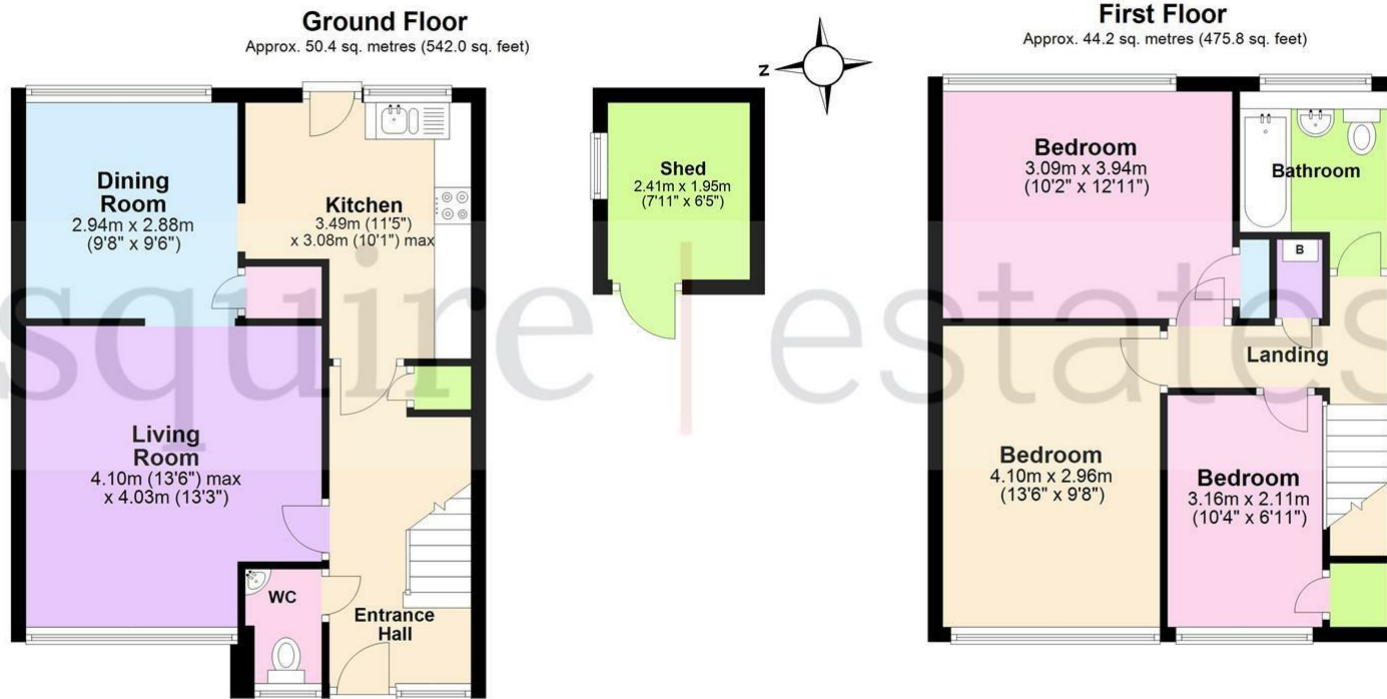 Ground Floor
Approx. 50.4 sq. metres (542.0 sq. feet)
First Floor
Approx. 44.2 sq. metres (475.8 sq. feet)
N
Dining
Room
2.94m x 2.88m
(9'8" x 9'6")
Kitchen
3.49m (11'5")
x 3.08m (10'1") max
Shed
2.41m x 1.95m
(7'11" x 6'5")
Bedroom
3.09m x 3.94m
(10'2" x 12'11")
Bathroom
B
Landing
squire | estates
Living
Room
4.10m (13'6") max
x 4.03m (13'3")
WC
Entrance
Hall
Bedroom
4.10m x 2.96m
(13'6" x 9'8")
Bedroom
3.16m x 2.11m
(10'4" x 6'11")